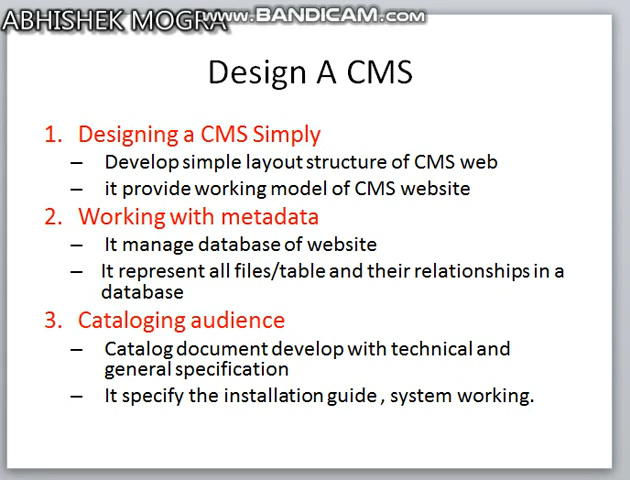 ABHISHEK MOGRA
www.BANDICAM.com
Design A CMS
1. Designing a CMS Simply
– Develop simple layout structure of CMS web
– it provide working model of CMS website
2. Working with metadata
– It manage database of website
– It represent all files/table and their relationships in a
database
3. Cataloging audience
– Catalog document develop with technical and
general specification
– It specify the installation guide , system working.